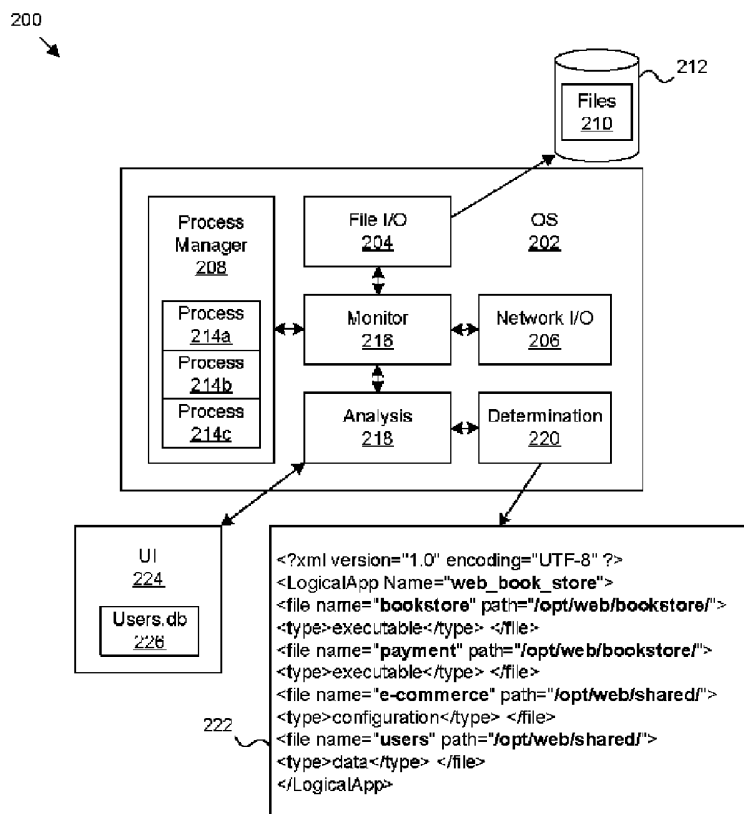 200
212
Files
210
Process
Manager
208
File I/O
204
OS
202
Process
214a
Process
214b
Process
214c
Monitor
216
Network I/O
206
Analysis
218
Determination
220
UI
224
Users.db
226
222
<?xml version="1.0" encoding="UTF-8" ?>
<LogicalApp Name="web_book_store">
<file name="bookstore" path="/opt/web/bookstore/">
<type>executable</type> </file>
<file name="payment" path="/opt/web/bookstore/">
<type>executable</type> </file>
<file name="e-commerce" path="/opt/web/shared/">
<type>configuration</type> </file>
<file name="users" path="/opt/web/shared/">
<type>data</type> </file>
</LogicalApp>